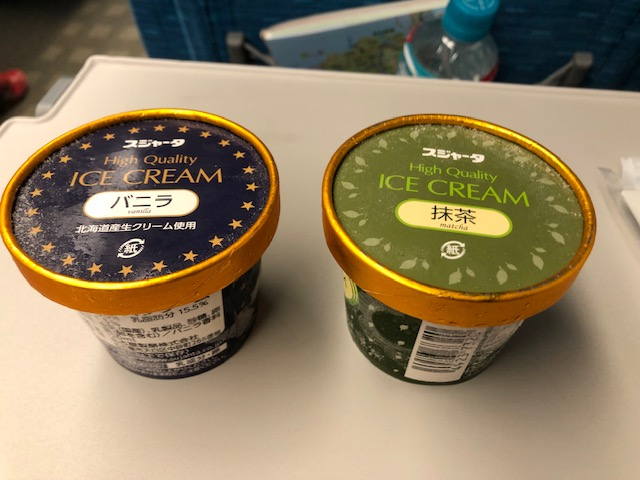 スジャータ
High Quality
ICE CREAM
バニラ
vanilla
北海道産生クリーム使用
紙
乳脂肪分 15.5%
スジャータ
High Quality
ICE CREAM
抹茶
matcha
紙